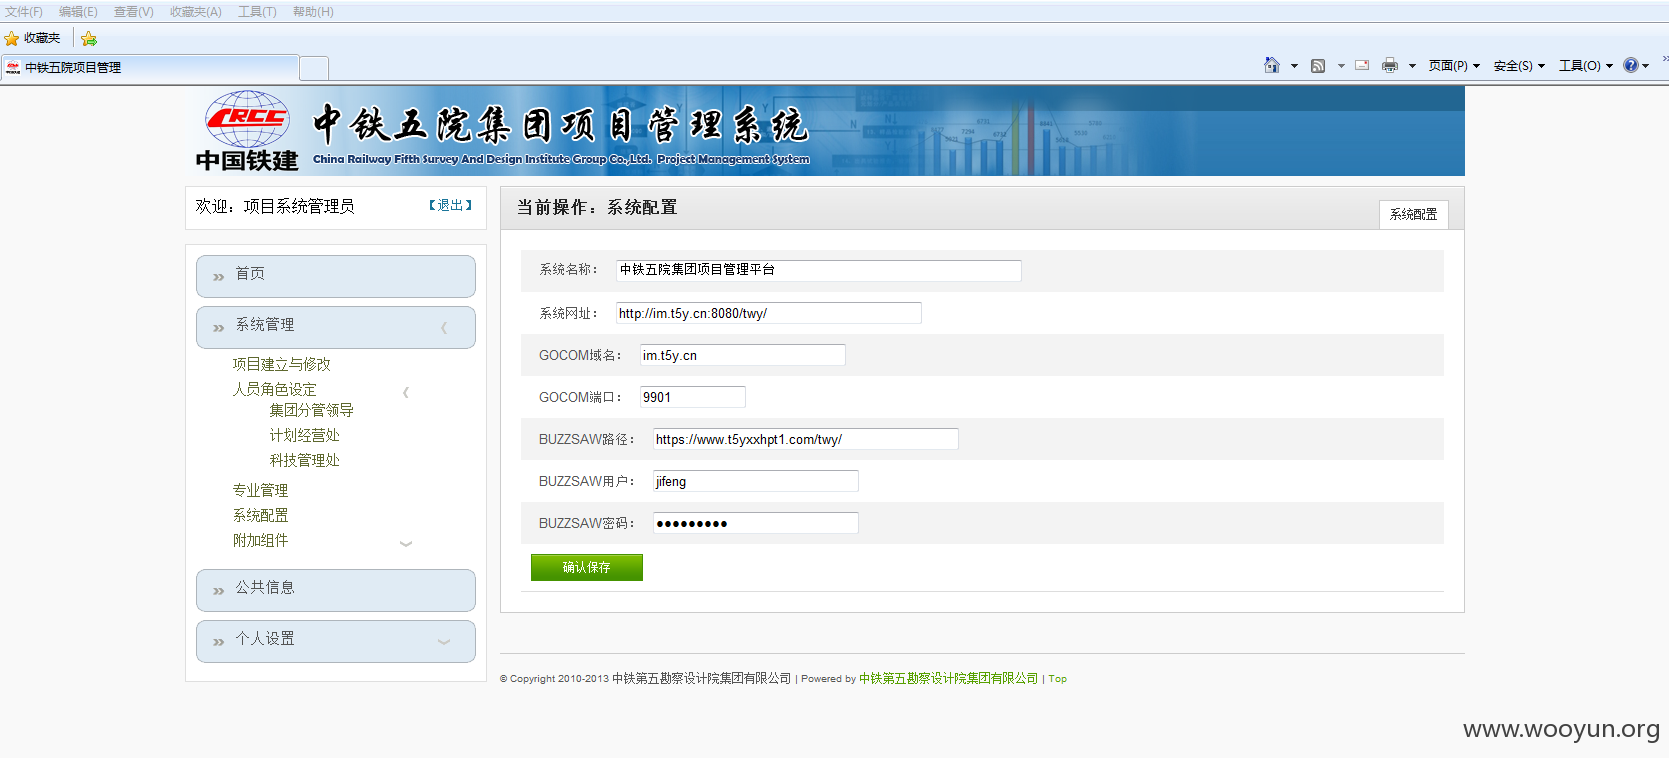 文件(F) 编辑(E) 查看(V) 收藏夹(A) 工具(T) 帮助(H)
收藏夹
中铁五院项目管理
页面(P) 安全(S) 工具(O)
CRCC
中国铁建
中铁五院集团项目管理系统
China Railway Fifth Survey And Design Institute Group Co.,Ltd. Project Management System
欢迎：项目系统管理员 【退出】
首页
系统管理
项目建立与修改
人员角色设定
集团分管领导
计划经营处
科技管理处
专业管理
系统配置
附加组件
公共信息
个人设置
当前操作：系统配置
系统配置
系统名称： 中铁五院集团项目管理平台
系统网址： http://im.t5y.cn:8080/twy/
GOCOM域名： im.t5y.cn
GOCOM端口： 9901
BUZZSAW路径： https://www.t5yxxhpt1.com/twy/
BUZZSAW用户： jifeng
BUZZSAW密码： ●●●●●●●●●
确认保存
© Copyright 2010-2013 中铁第五勘察设计院集团有限公司 | Powered by 中铁第五勘察设计院集团有限公司 | Top
www.wooyun.org